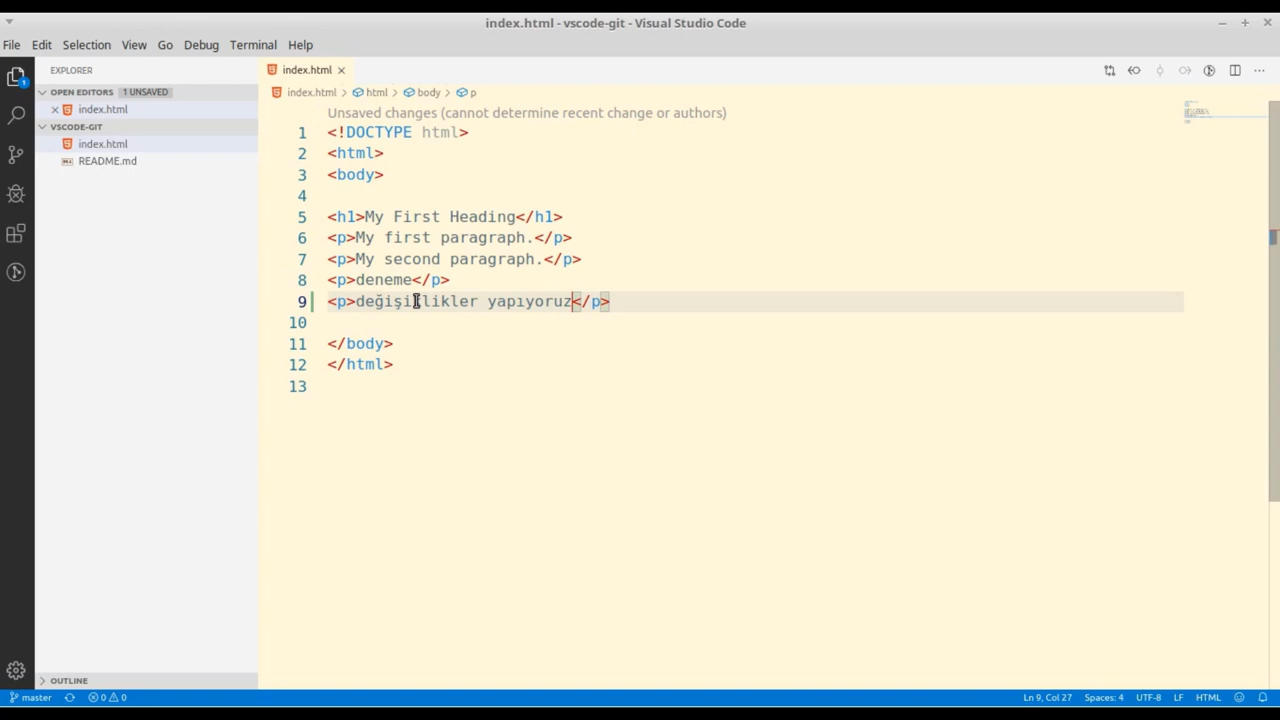 index.html - vscode-git - Visual Studio Code
File Edit Selection View Go Debug Terminal Help
EXPLORER
index.html
OPEN EDITORS 1 UNSAVED
index.html > html > body > p
index.html
Unsaved changes (cannot determine recent change or authors)
VSCODE-GIT
1 <!DOCTYPE html>
index.html
2 <html>
README.md
3 <body>
4
5 <h1>My First Heading</h1>
6 <p>My first paragraph.</p>
7 <p>My second paragraph.</p>
8 <p>deneme</p>
9 <p>değişiklikler yapıyoruz</p>
10
11 </body>
12 </html>
13
OUTLINE
master 0 0 Ln 9, Col 27 Spaces: 4 UTF-8 LF HTML
1